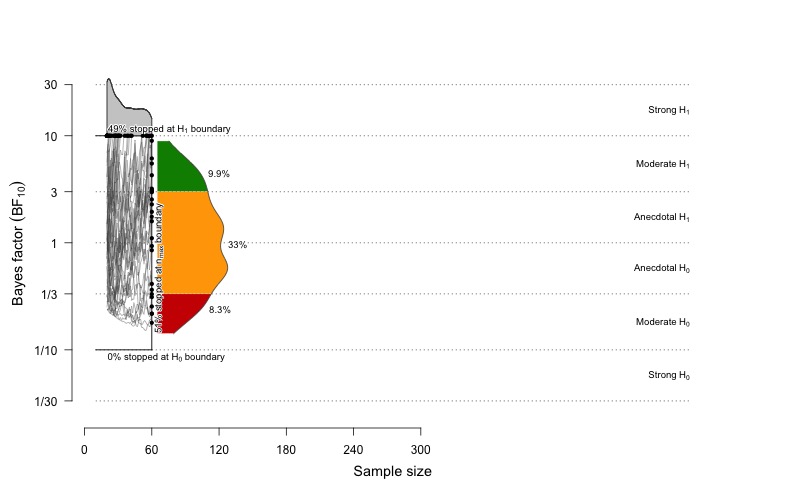 30
Strong H1
49% stopped at H1 boundary
10
Moderate H1
9.9%
3
Anecdotal H1
1
33%
Anecdotal H0
51% stopped at nmax boundary
1/3
8.3%
Moderate H0
1/10
0% stopped at H0 boundary
Strong H0
1/30
Bayes factor (BF10)
0 60 120 180 240 300
Sample size